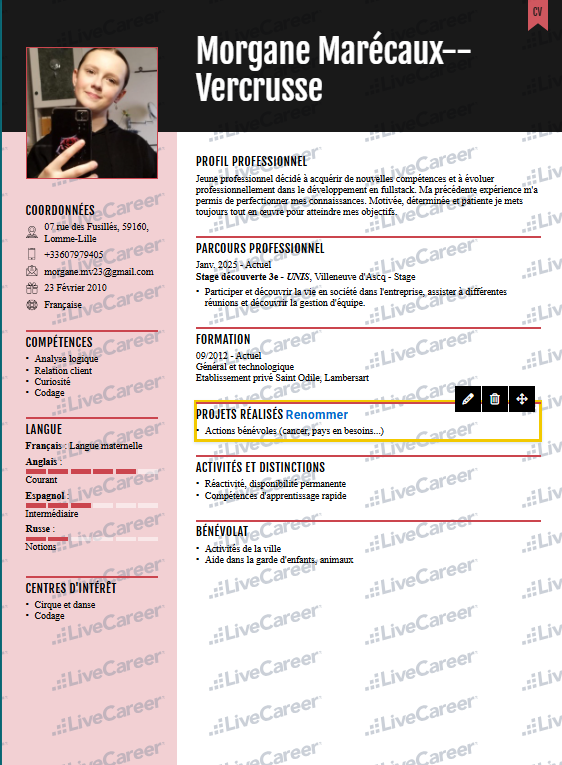 CV
Morgane Marécaux--
Vercrusse
COORDONNÉES
07 rue des Fusillés, 59160,
Lomme-Lille
+33607979405
morgane.mv23@gmail.com
23 Février 2010
Française
COMPÉTENCES
• Analyse logique
• Relation client
• Curiosité
• Codage
LANGUE
Français : Langue maternelle
Anglais :
Courant
Espagnol :
Intermédiaire
Russe :
Notions
CENTRES D'INTÉRÊT
• Cirque et danse
• Codage
PROFIL PROFESSIONNEL
Jeune professionnel décidé à acquérir de nouvelles compétences et à évoluer
professionnellement dans le développement en fullstack. Ma précédente expérience m'a
permis de perfectionner mes connaissances. Motivée, déterminée et patiente je mets
toujours tout en œuvre pour atteindre mes objectifs.
PARCOURS PROFESSIONNEL
Janv. 2025 - Actuel
Stage découverte 3e - UNIS, Villeneuve d'Ascq - Stage
• Participer et découvrir la vie en société dans l'entreprise, assister à différentes
réunions et découvrir la gestion d'équipe.
FORMATION
09/2012 - Actuel
Général et technologique
Etablissement privé Saint Odile, Lambersart
PROJETS RÉALISÉS Renommer
• Actions bénévoles (cancer, pays en besoins...)
ACTIVITÉS ET DISTINCTIONS
• Réactivité, disponibilité permanente
• Compétences d'apprentissage rapide
BÉNÉVOLAT
• Activités de la ville
• Aide dans la garde d'enfants, animaux
LiveCareer